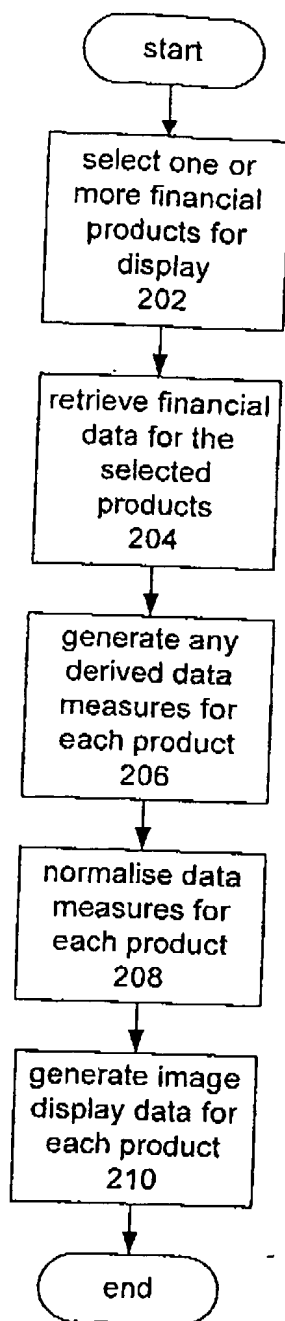 start
select one or
more financial
products for
display
202
retrieve financial
data for the
selected
products
204
generate any
derived data
measures for
each product
206
normalise data
measures for
each product
208
generate image
display data for
each product
210
end